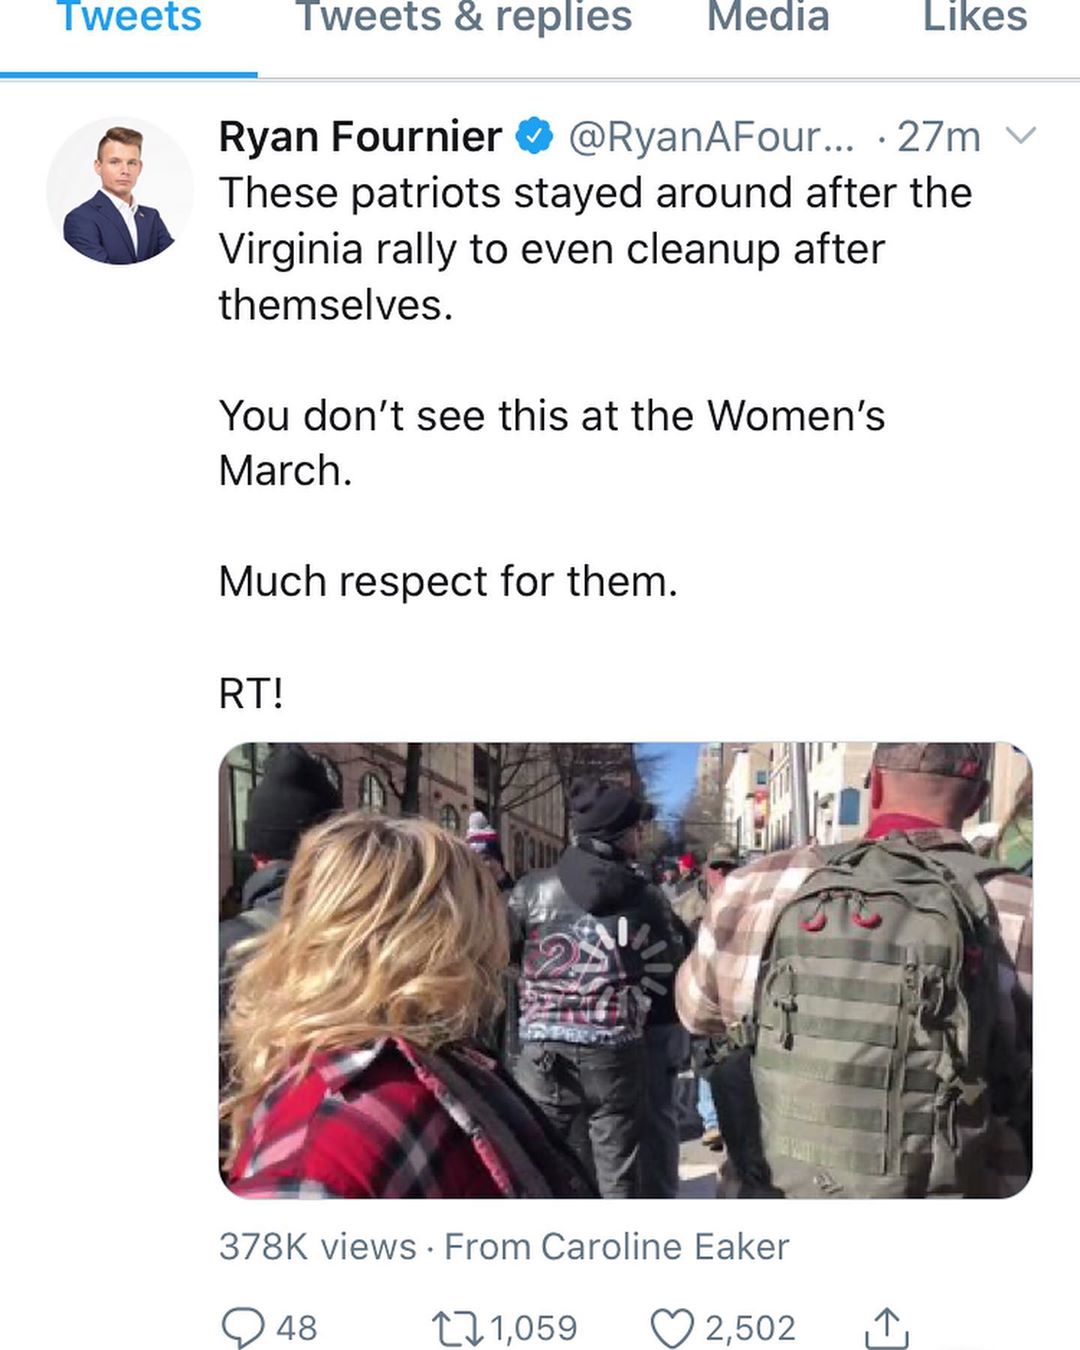 Tweets Tweets & replies Media Likes
Ryan Fournier @RyanAFour... · 27m
These patriots stayed around after the
Virginia rally to even cleanup after
themselves.
You don’t see this at the Women’s
March.
Much respect for them.
RT!
2
378K views · From Caroline Eaker
48 1,059 2,502